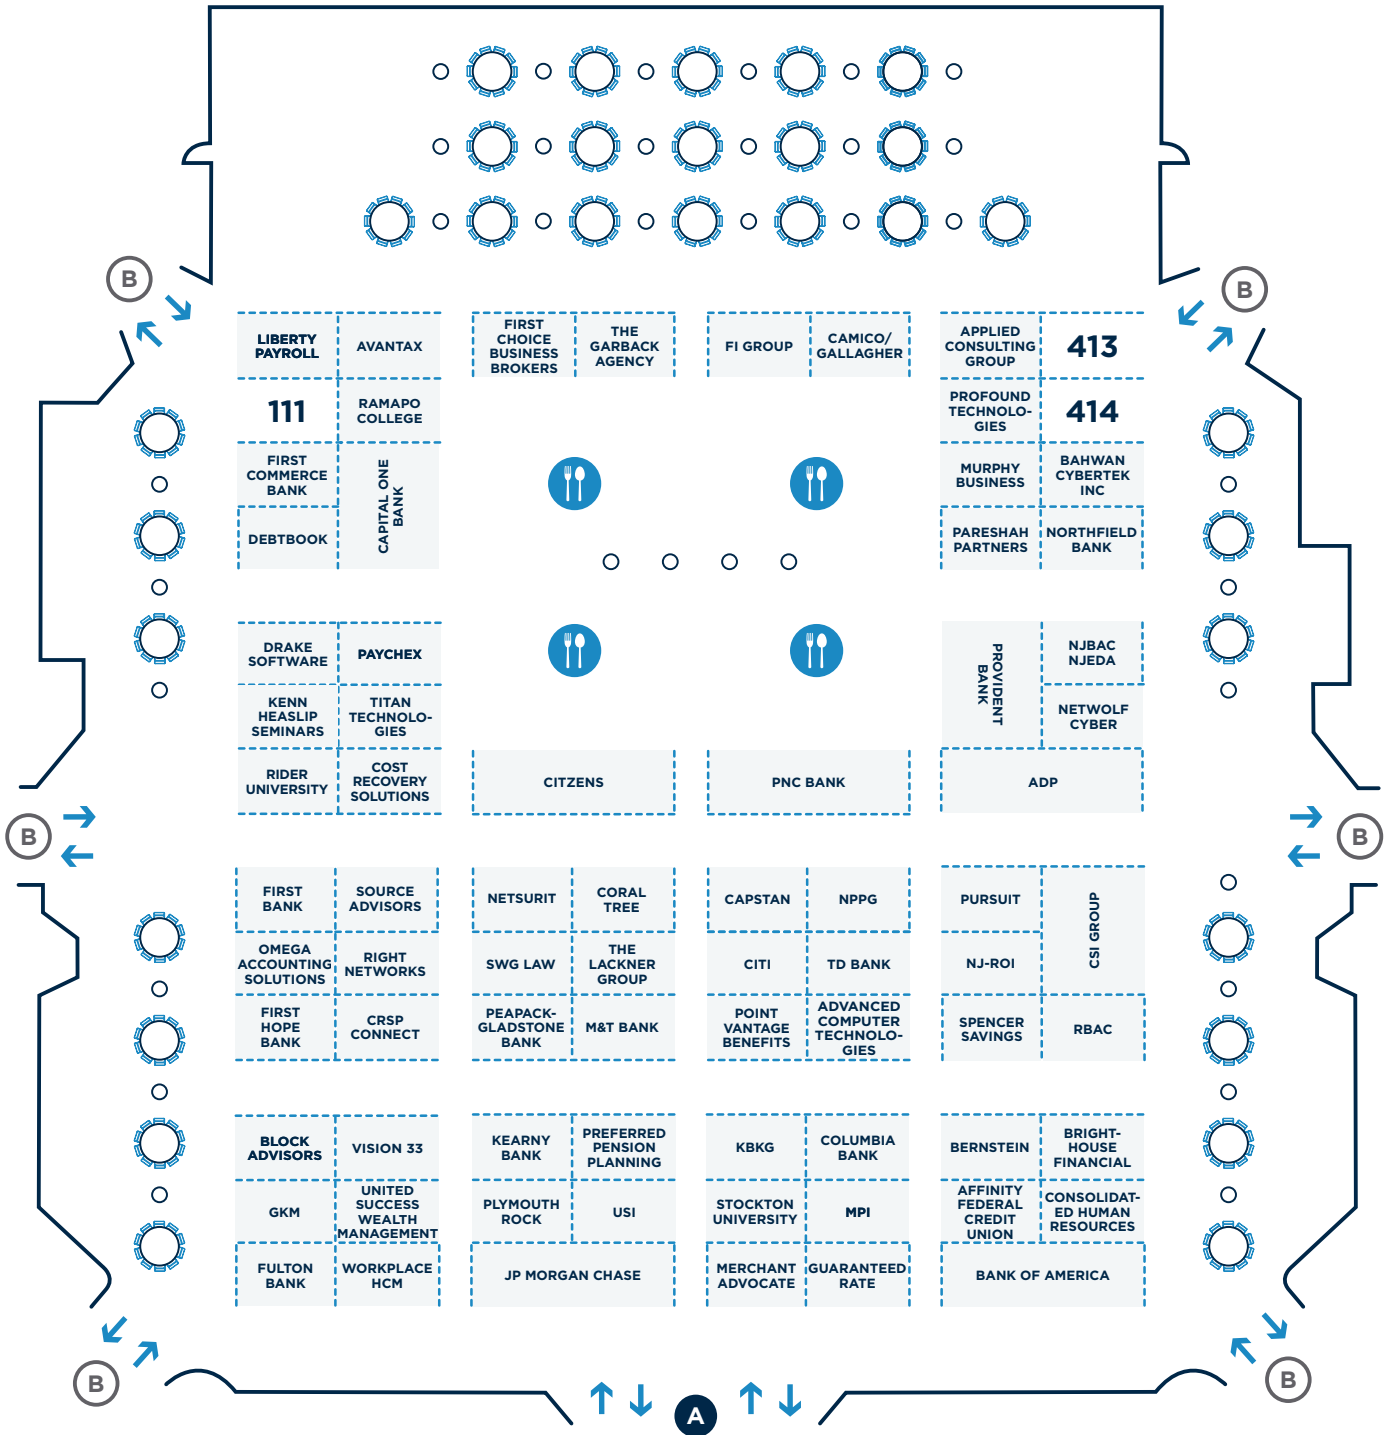 B
B
LIBERTY
PAYROLL
AVANTAX
FIRST
CHOICE
BUSINESS
BROKERS
THE
GARBACK
AGENCY
FI GROUP
CAMICO/
GALLAGHER
APPLIED
CONSULTING
GROUP
413
111
RAMAPO
COLLEGE
PROFOUND
TECHNOLO-
GIES
414
FIRST
COMMERCE
BANK
CAPITAL ONE
BANK
MURPHY
BUSINESS
BAHWAN
CYBERTEK
INC
DEBTBOOK
PARESHAH
PARTNERS
NORTHFIELD
BANK
DRAKE
SOFTWARE
PAYCHEX
PROVIDENT
BANK
NJBAC
NJEDA
KENN
HEASLIP
SEMINARS
TITAN
TECHNOLO-
GIES
NETWOLF
CYBER
RIDER
UNIVERSITY
COST
RECOVERY
SOLUTIONS
CITZENS
PNC BANK
ADP
B
B
FIRST
BANK
SOURCE
ADVISORS
NETSURIT
CORAL
TREE
CAPSTAN
NPPG
PURSUIT
CSI GROUP
OMEGA
ACCOUNTING
SOLUTIONS
RIGHT
NETWORKS
SWG LAW
THE
LACKNER
GROUP
CITI
TD BANK
NJ-ROI
FIRST
HOPE
BANK
CRSP
CONNECT
PEAPACK-
GLADSTONE
BANK
M&T BANK
POINT
VANTAGE
BENEFITS
ADVANCED
COMPUTER
TECHNOLO-
GIES
SPENCER
SAVINGS
RBAC
BLOCK
ADVISORS
VISION 33
KEARNY
BANK
PREFERRED
PENSION
PLANNING
KBKG
COLUMBIA
BANK
BERNSTEIN
BRIGHT-
HOUSE
FINANCIAL
GKM
UNITED
SUCCESS
WEALTH
MANAGEMENT
PLYMOUTH
ROCK
USI
STOCKTON
UNIVERSITY
MPI
AFFINITY
FEDERAL
CREDIT
UNION
CONSOLIDAT-
ED HUMAN
RESOURCES
FULTON
BANK
WORKPLACE
HCM
JP MORGAN CHASE
MERCHANT
ADVOCATE
GUARANTEED
RATE
BANK OF AMERICA
B
B
A